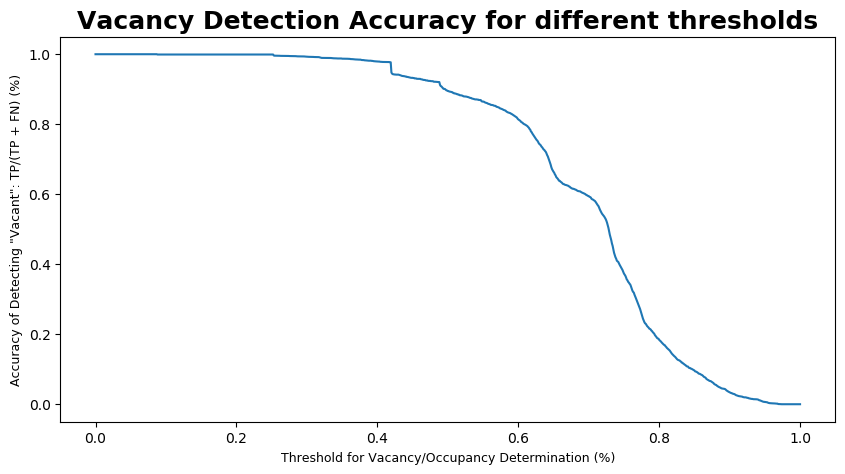 Vacancy Detection Accuracy for different thresholds
Accuracy of Detecting "Vacant": TP/(TP + FN) (%)
1.0
0.8
0.6
0.4
0.2
0.0
0.0 0.2 0.4 0.6 0.8 1.0
Threshold for Vacancy/Occupancy Determination (%)